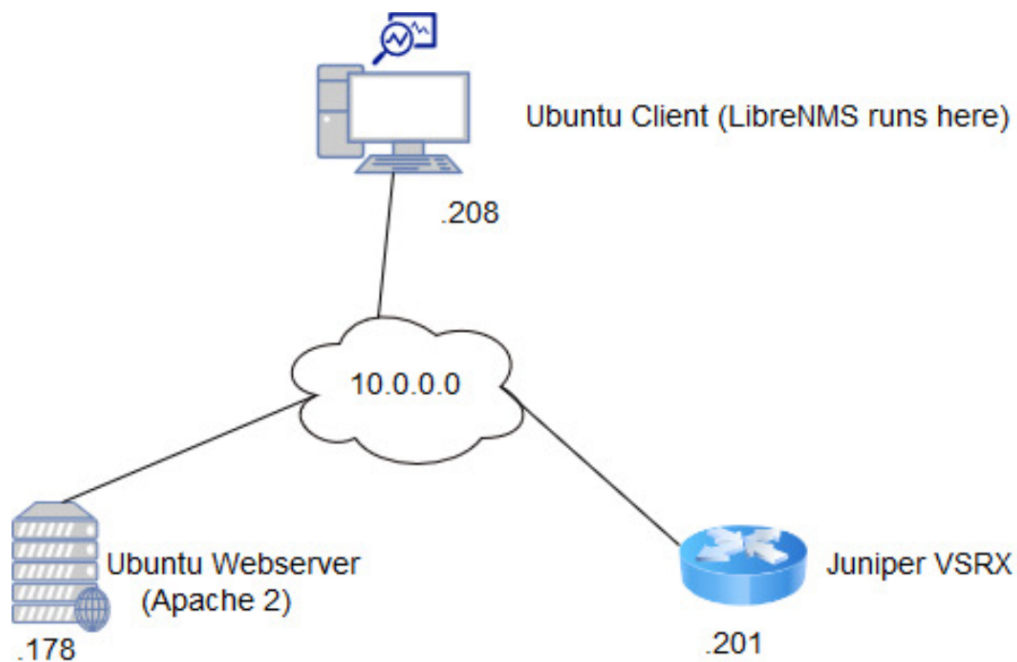 Ubuntu Client (LibreNMS runs here)
.208
10.0.0.0
Ubuntu Webserver
(Apache 2)
.178
Juniper VSRX
.201